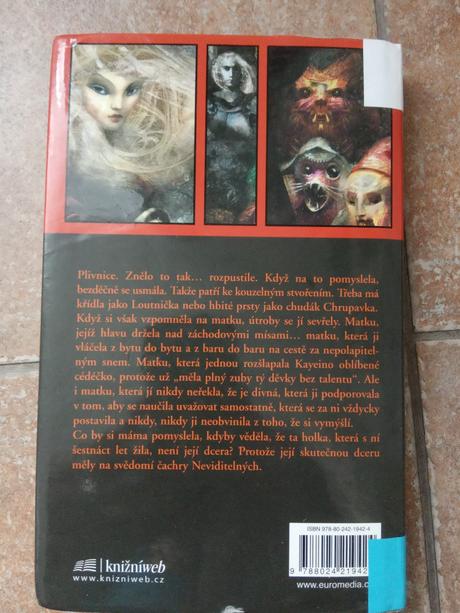 Plivnice. Znělo to tak... rozpustile. Když na to pomyslela,
bezděčně se usmála. Takže patří ke kouzelným stvořením. Třeba má
křídla jako Loutnička nebo hbité prsty jako chudák Chrupavka.
Když si však vzpomněla na matku, útroby se jí sevřely. Matku,
jejíž hlavu držela nad záchodovými mísami... matku, která ji
vláčela z bytu do bytu a z baru do baru na cestě za nepolapitel-
ným snem. Matku, která jednou rozšlapala Kayeino oblíbené
cédéčko, protože už „měla plný zuby tý děvky bez talentu“. Ale
i matku, která jí nikdy neřekla, že je divná, která ji podporovala
v tom, aby se naučila uvažovat samostatně, která se za ni vždycky
postavila a nikdy, nikdy ji neobvinila z toho, že si vymýšlí.
Co by si máma pomyslela, kdyby věděla, že ta holka, která s ní
šestnáct let žila, není její dcera? Protože její skutečnou dceru
měly na svědomí čachry Neviditelných.
knižníweb
www.knizniweb.cz
ISBN 978-80-242-1942-4
9 788024 21942
www.euromedia.c